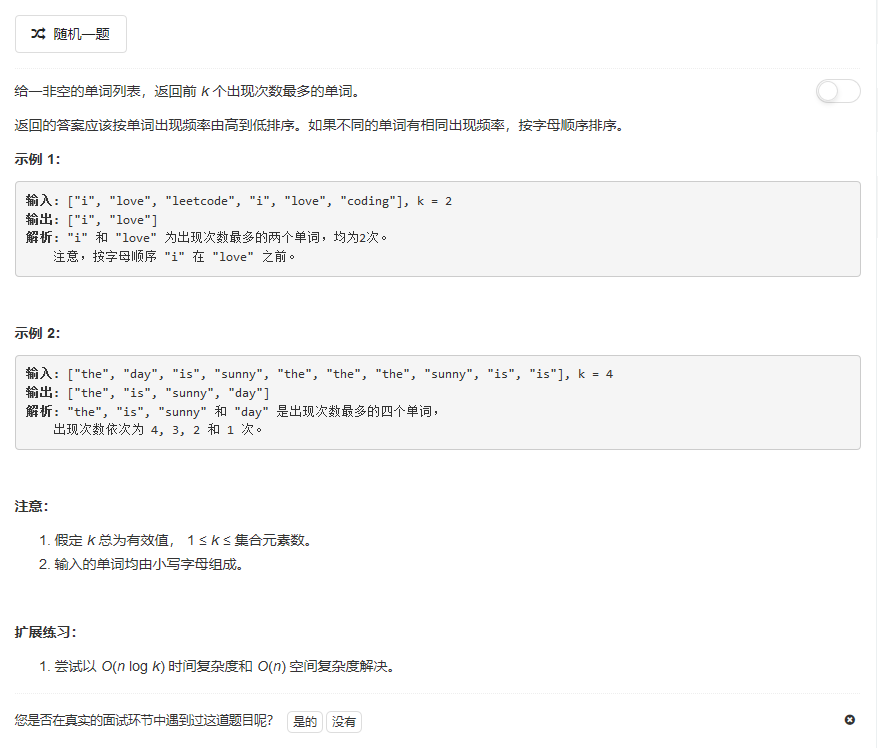 随机一题
给一非空的单词列表，返回前 k 个出现次数最多的单词。
返回的答案应该按单词出现频率由高到低排序。如果不同的单词有相同出现频率，按字母顺序排序。
示例 1：
输入: ["i", "love", "leetcode", "i", "love", "coding"], k = 2
输出: ["i", "love"]
解析: "i" 和 "love" 为出现次数最多的两个单词，均为2次。
注意，按字母顺序 "i" 在 "love" 之前。
示例 2：
输入: ["the", "day", "is", "sunny", "the", "the", "the", "sunny", "is", "is"], k = 4
输出: ["the", "is", "sunny", "day"]
解析: "the", "is", "sunny" 和 "day" 是出现次数最多的四个单词，
出现次数依次为 4, 3, 2 和 1 次。
注意：
1. 假定 k 总为有效值， 1 ≤ k ≤ 集合元素数。
2. 输入的单词均由小写字母组成。
扩展练习：
1. 尝试以 O(n log k) 时间复杂度和 O(n) 空间复杂度解决。
您是否在真实的面试环节中遇到过这道题目呢? 是的 没有